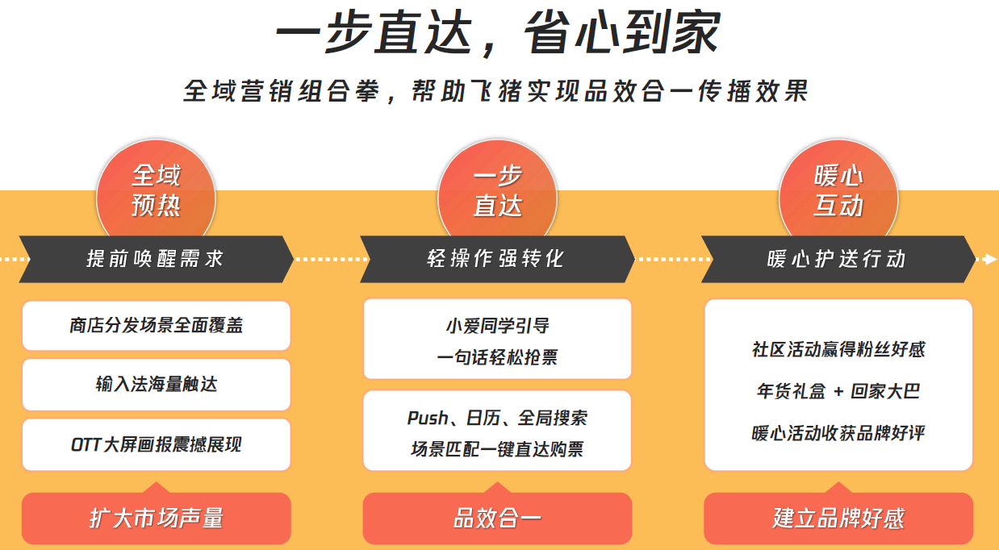 一步直达，省心到家
全域营销组合拳，帮助飞猪实现品效合一传播效果
全域
预热
提前唤醒需求
商店分发场景全面覆盖
输入法海量触达
OTT大屏画报震撼展现
扩大市场声量
一步
直达
轻操作强转化
小爱同学引导
一句话轻松抢票
Push、日历、全局搜索
场景匹配一键直达购票
品效合一
暖心
互动
暖心护送行动
社区活动赢得粉丝好感
年货礼盒 + 回家大巴
暖心活动收获品牌好评
建立品牌好感